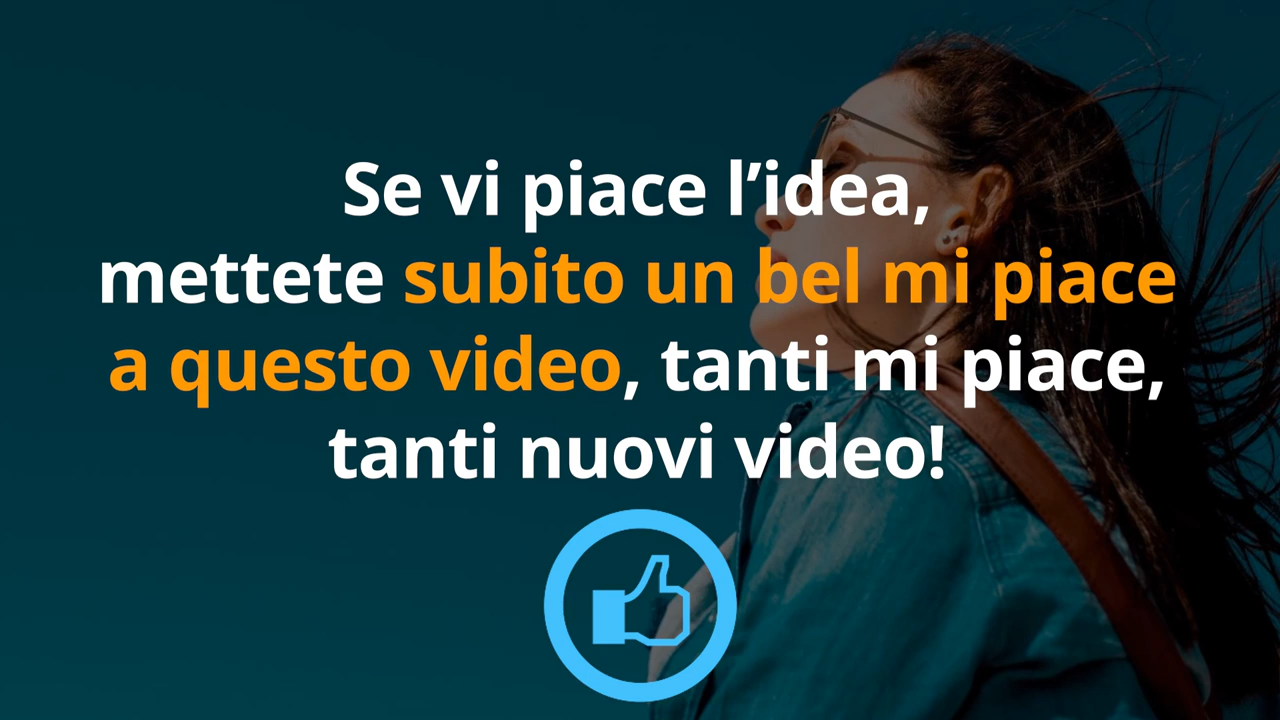 Se vi piace l’idea,
mettete subito un bel mi piace
a questo video, tanti mi piace,
tanti nuovi video!